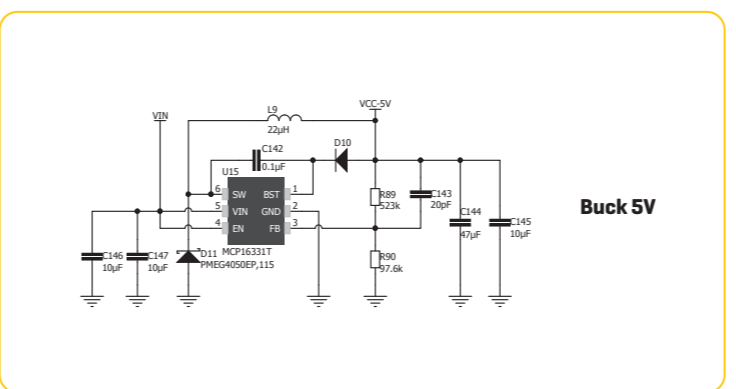 VIN
L9
22µH
VCC-5V
C142
0.1µF
D10
U15
6 SW BST 1
5 VIN GND 2
4 EN FB 3
MCP16331T
D11
PMEG4050EP,115
R89
523k
C143
20pF
C144
47µF
C145
10µF
R90
97.6k
C146
10µF
C147
10µF
Buck 5V